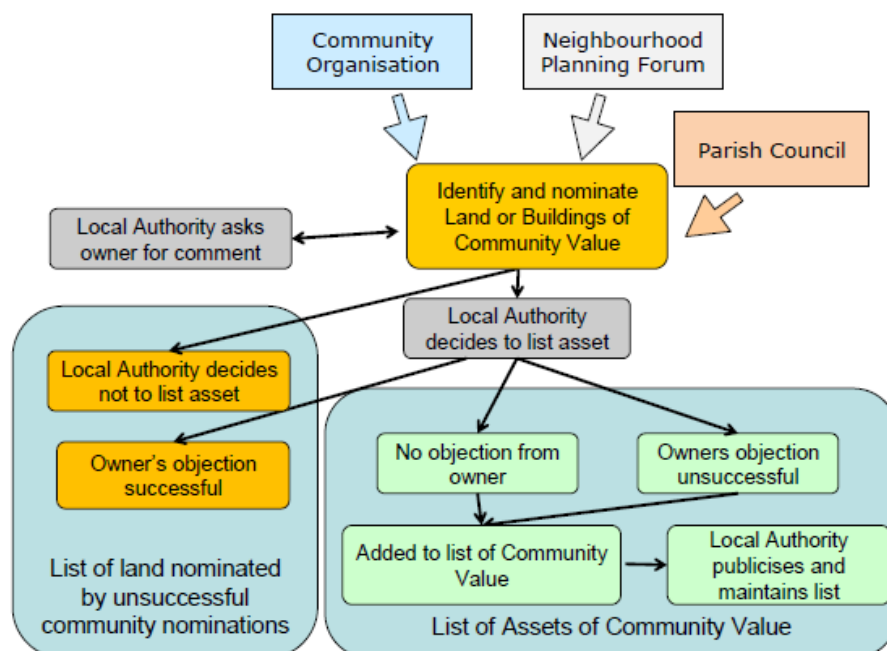 Community
Organisation
Neighbourhood
Planning Forum
Parish Council
Identify and nominate
Land or Buildings of
Community Value
Local Authority asks
owner for comment
Local Authority
decides to list asset
Local Authority decides
not to list asset
Owner's objection
successful
List of land nominated
by unsuccessful
community nominations
No objection from
owner
Owners objection
unsuccessful
Added to list of Community
Value
Local Authority
publicises and
maintains list
List of Assets of Community Value